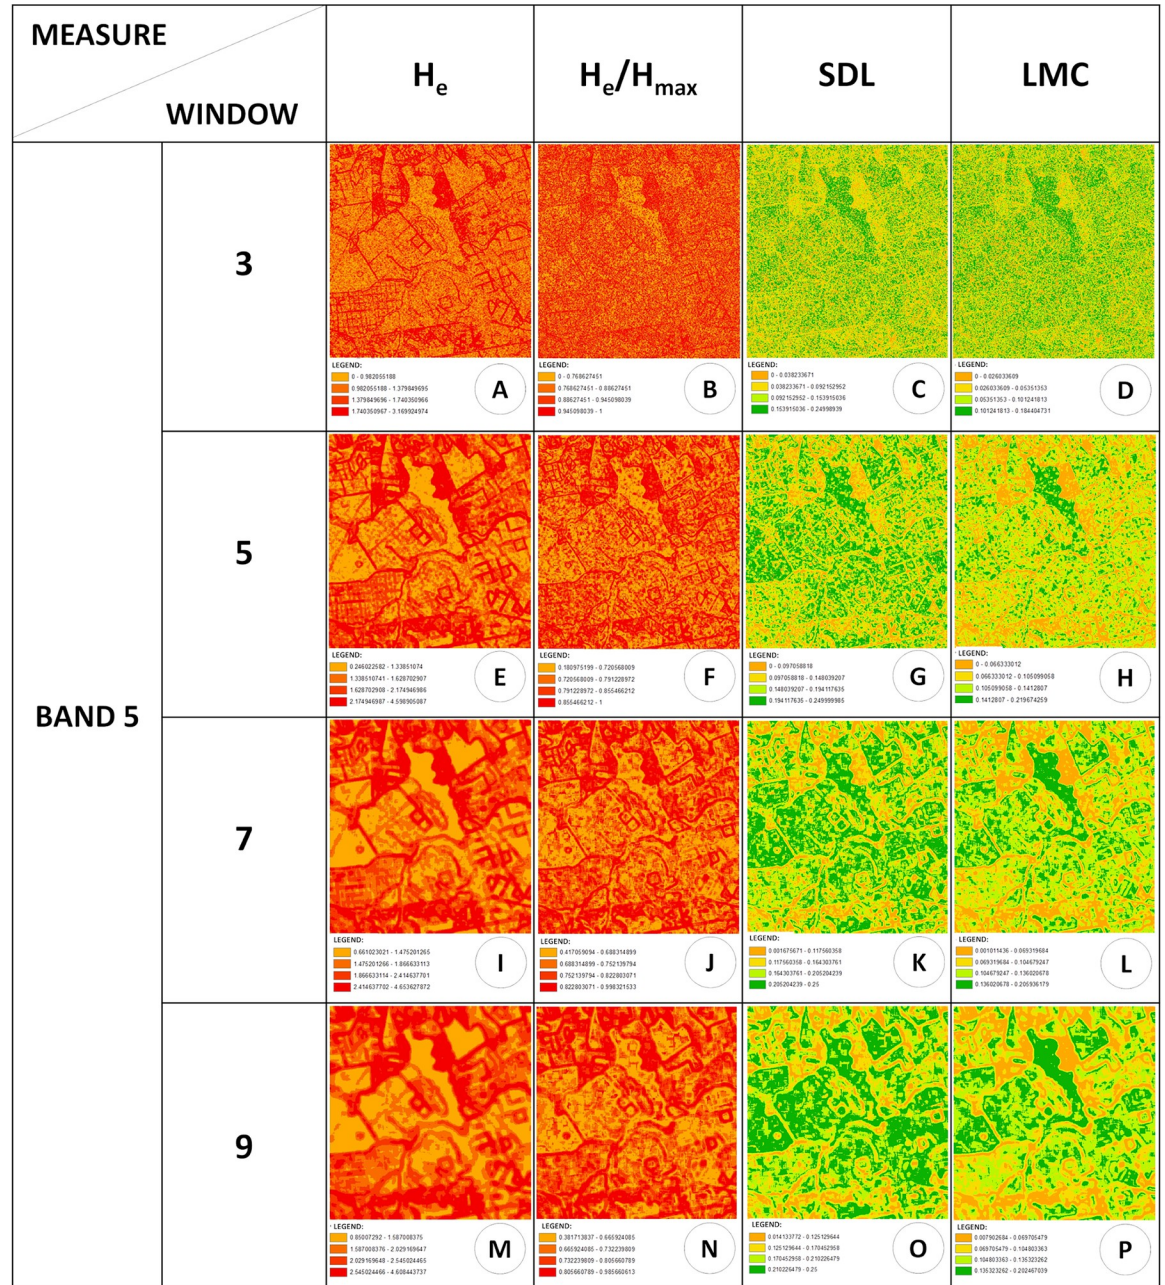 MEASURE
WINDOW
He
He/Hmax
SDL
LMC
BAND 5
3
LEGEND:
0 - 0.982055188
0.982055188 - 1.379849695
1.379849696 - 1.740350966
1.740350967 - 3.169924974
A
LEGEND:
0 - 0.768627451
0.768627451 - 0.88627451
0.88627451 - 0.945098039
0.945098039 - 1
B
LEGEND:
0 - 0.038233671
0.038233671 - 0.092152952
0.092152952 - 0.153915036
0.153915036 - 0.24998939
C
LEGEND:
0 - 0.026033609
0.026033609 - 0.05351353
0.05351353 - 0.101241813
0.101241813 - 0.184404731
D
5
LEGEND:
0.246022582 - 1.33851074
1.338510741 - 1.628702907
1.628702908 - 2.174946986
2.174946987 - 4.598905087
E
LEGEND:
0.180975199 - 0.720568009
0.720568009 - 0.791228972
0.791228972 - 0.855466212
0.855466212 - 1
F
LEGEND:
0 - 0.097058818
0.097058818 - 0.148039207
0.148039207 - 0.194117635
0.194117635 - 0.249999985
G
LEGEND:
0 - 0.066333012
0.066333012 - 0.105099058
0.105099058 - 0.1412807
0.1412807 - 0.219674259
H
7
LEGEND:
0.661023021 - 1.475201265
1.475201266 - 1.866633113
1.866633114 - 2.414637701
2.414637702 - 4.653627872
I
LEGEND:
0.417059094 - 0.688314899
0.688314899 - 0.752139794
0.752139794 - 0.822803071
0.822803071 - 0.998321533
J
LEGEND:
0.001675671 - 0.117560358
0.117560358 - 0.164303761
0.164303761 - 0.205204239
0.205204239 - 0.25
K
LEGEND:
0.001011436 - 0.069319684
0.069319684 - 0.104679247
0.104679247 - 0.136020678
0.136020678 - 0.205936179
L
9
LEGEND:
0.85007292 - 1.587008375
1.587008376 - 2.029169647
2.029169648 - 2.545024465
2.545024466 - 4.608443737
M
LEGEND:
0.381713837 - 0.665924085
0.665924085 - 0.732239809
0.732239809 - 0.805660789
0.805660789 - 0.985660613
N
LEGEND:
0.014133772 - 0.125129644
0.125129644 - 0.170452958
0.170452958 - 0.210226479
0.210226479 - 0.25
O
LEGEND:
0.007902684 - 0.069705479
0.069705479 - 0.104803363
0.104803363 - 0.135323262
0.135323262 - 0.202467039
P